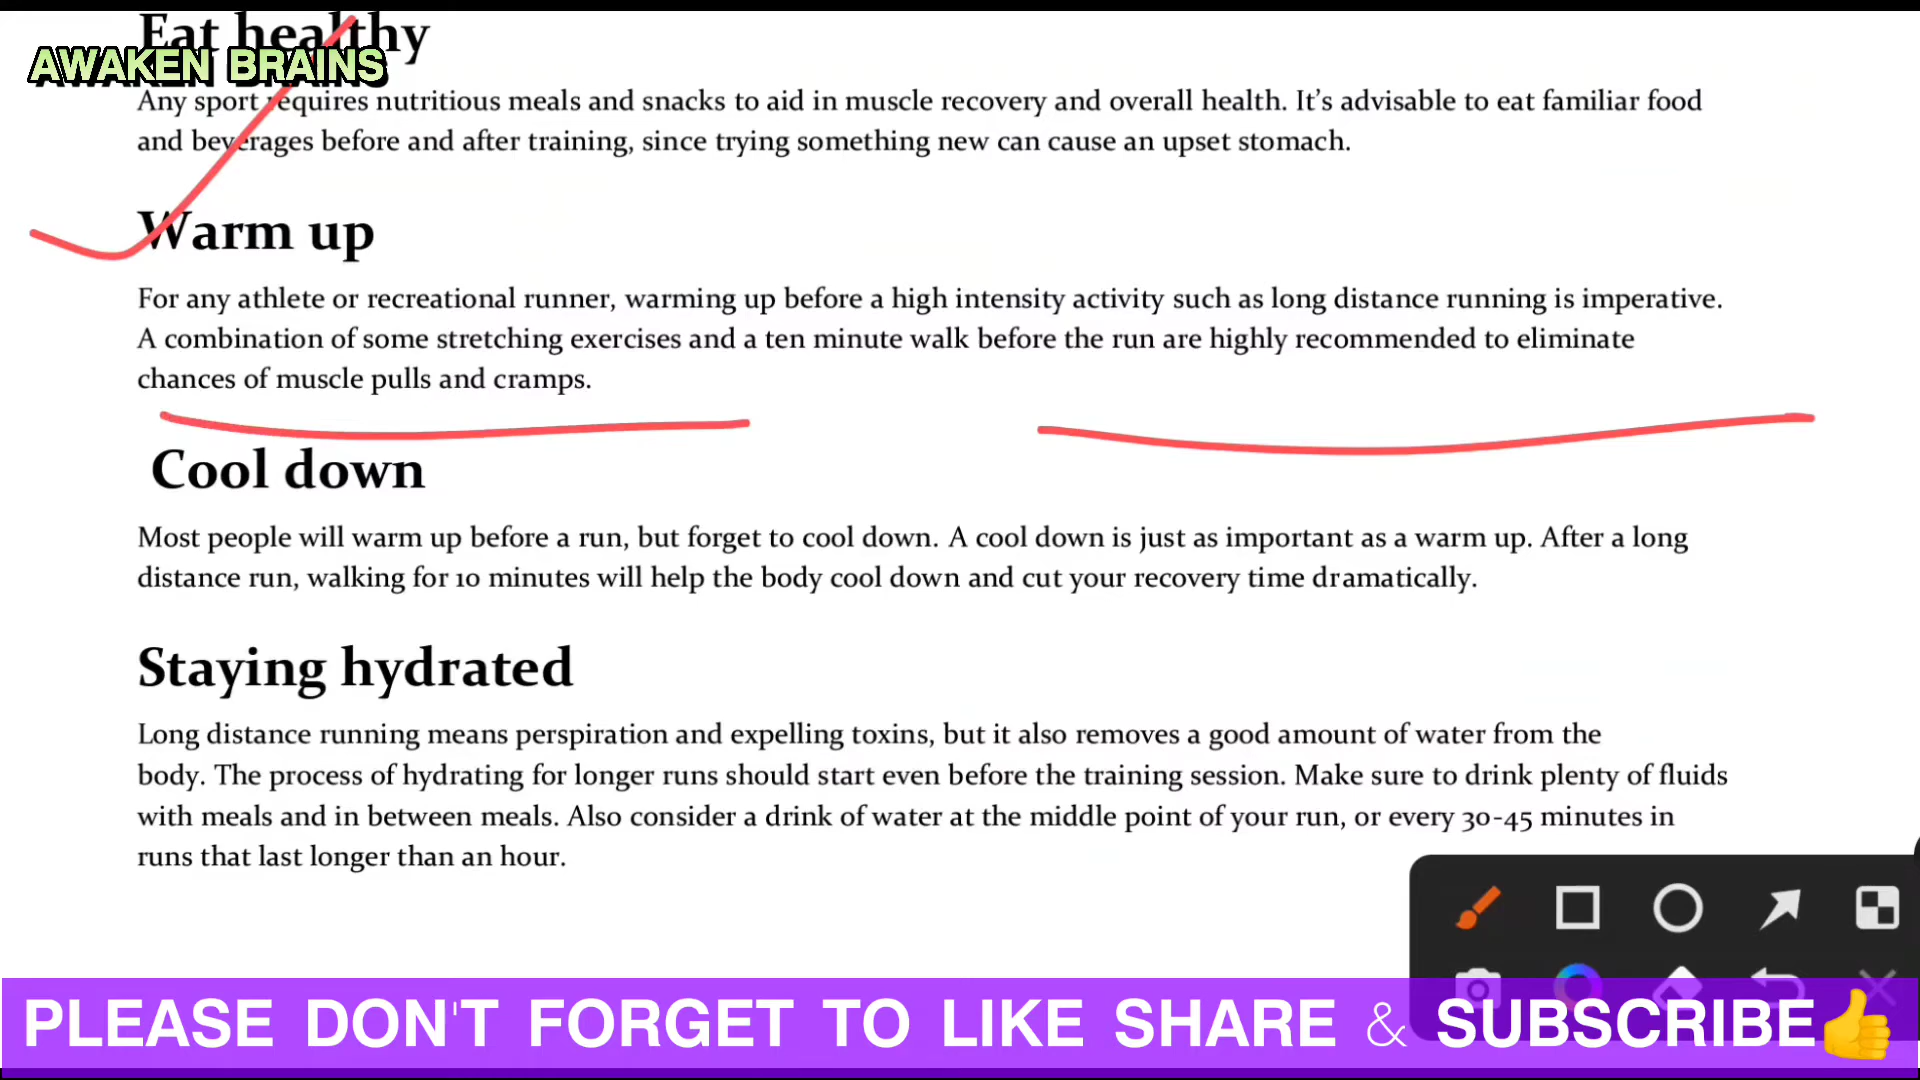 Eat healthy
AWAKEN BRAINS
Any sport requires nutritious meals and snacks to aid in muscle recovery and overall health. It’s advisable to eat familiar food
and beverages before and after training, since trying something new can cause an upset stomach.
Warm up
For any athlete or recreational runner, warming up before a high intensity activity such as long distance running is imperative.
A combination of some stretching exercises and a ten minute walk before the run are highly recommended to eliminate
chances of muscle pulls and cramps.
Cool down
Most people will warm up before a run, but forget to cool down. A cool down is just as important as a warm up. After a long
distance run, walking for 10 minutes will help the body cool down and cut your recovery time dramatically.
Staying hydrated
Long distance running means perspiration and expelling toxins, but it also removes a good amount of water from the
body. The process of hydrating for longer runs should start even before the training session. Make sure to drink plenty of fluids
with meals and in between meals. Also consider a drink of water at the middle point of your run, or every 30-45 minutes in
runs that last longer than an hour.
PLEASE DON'T FORGET TO LIKE SHARE & SUBSCRIBE👍